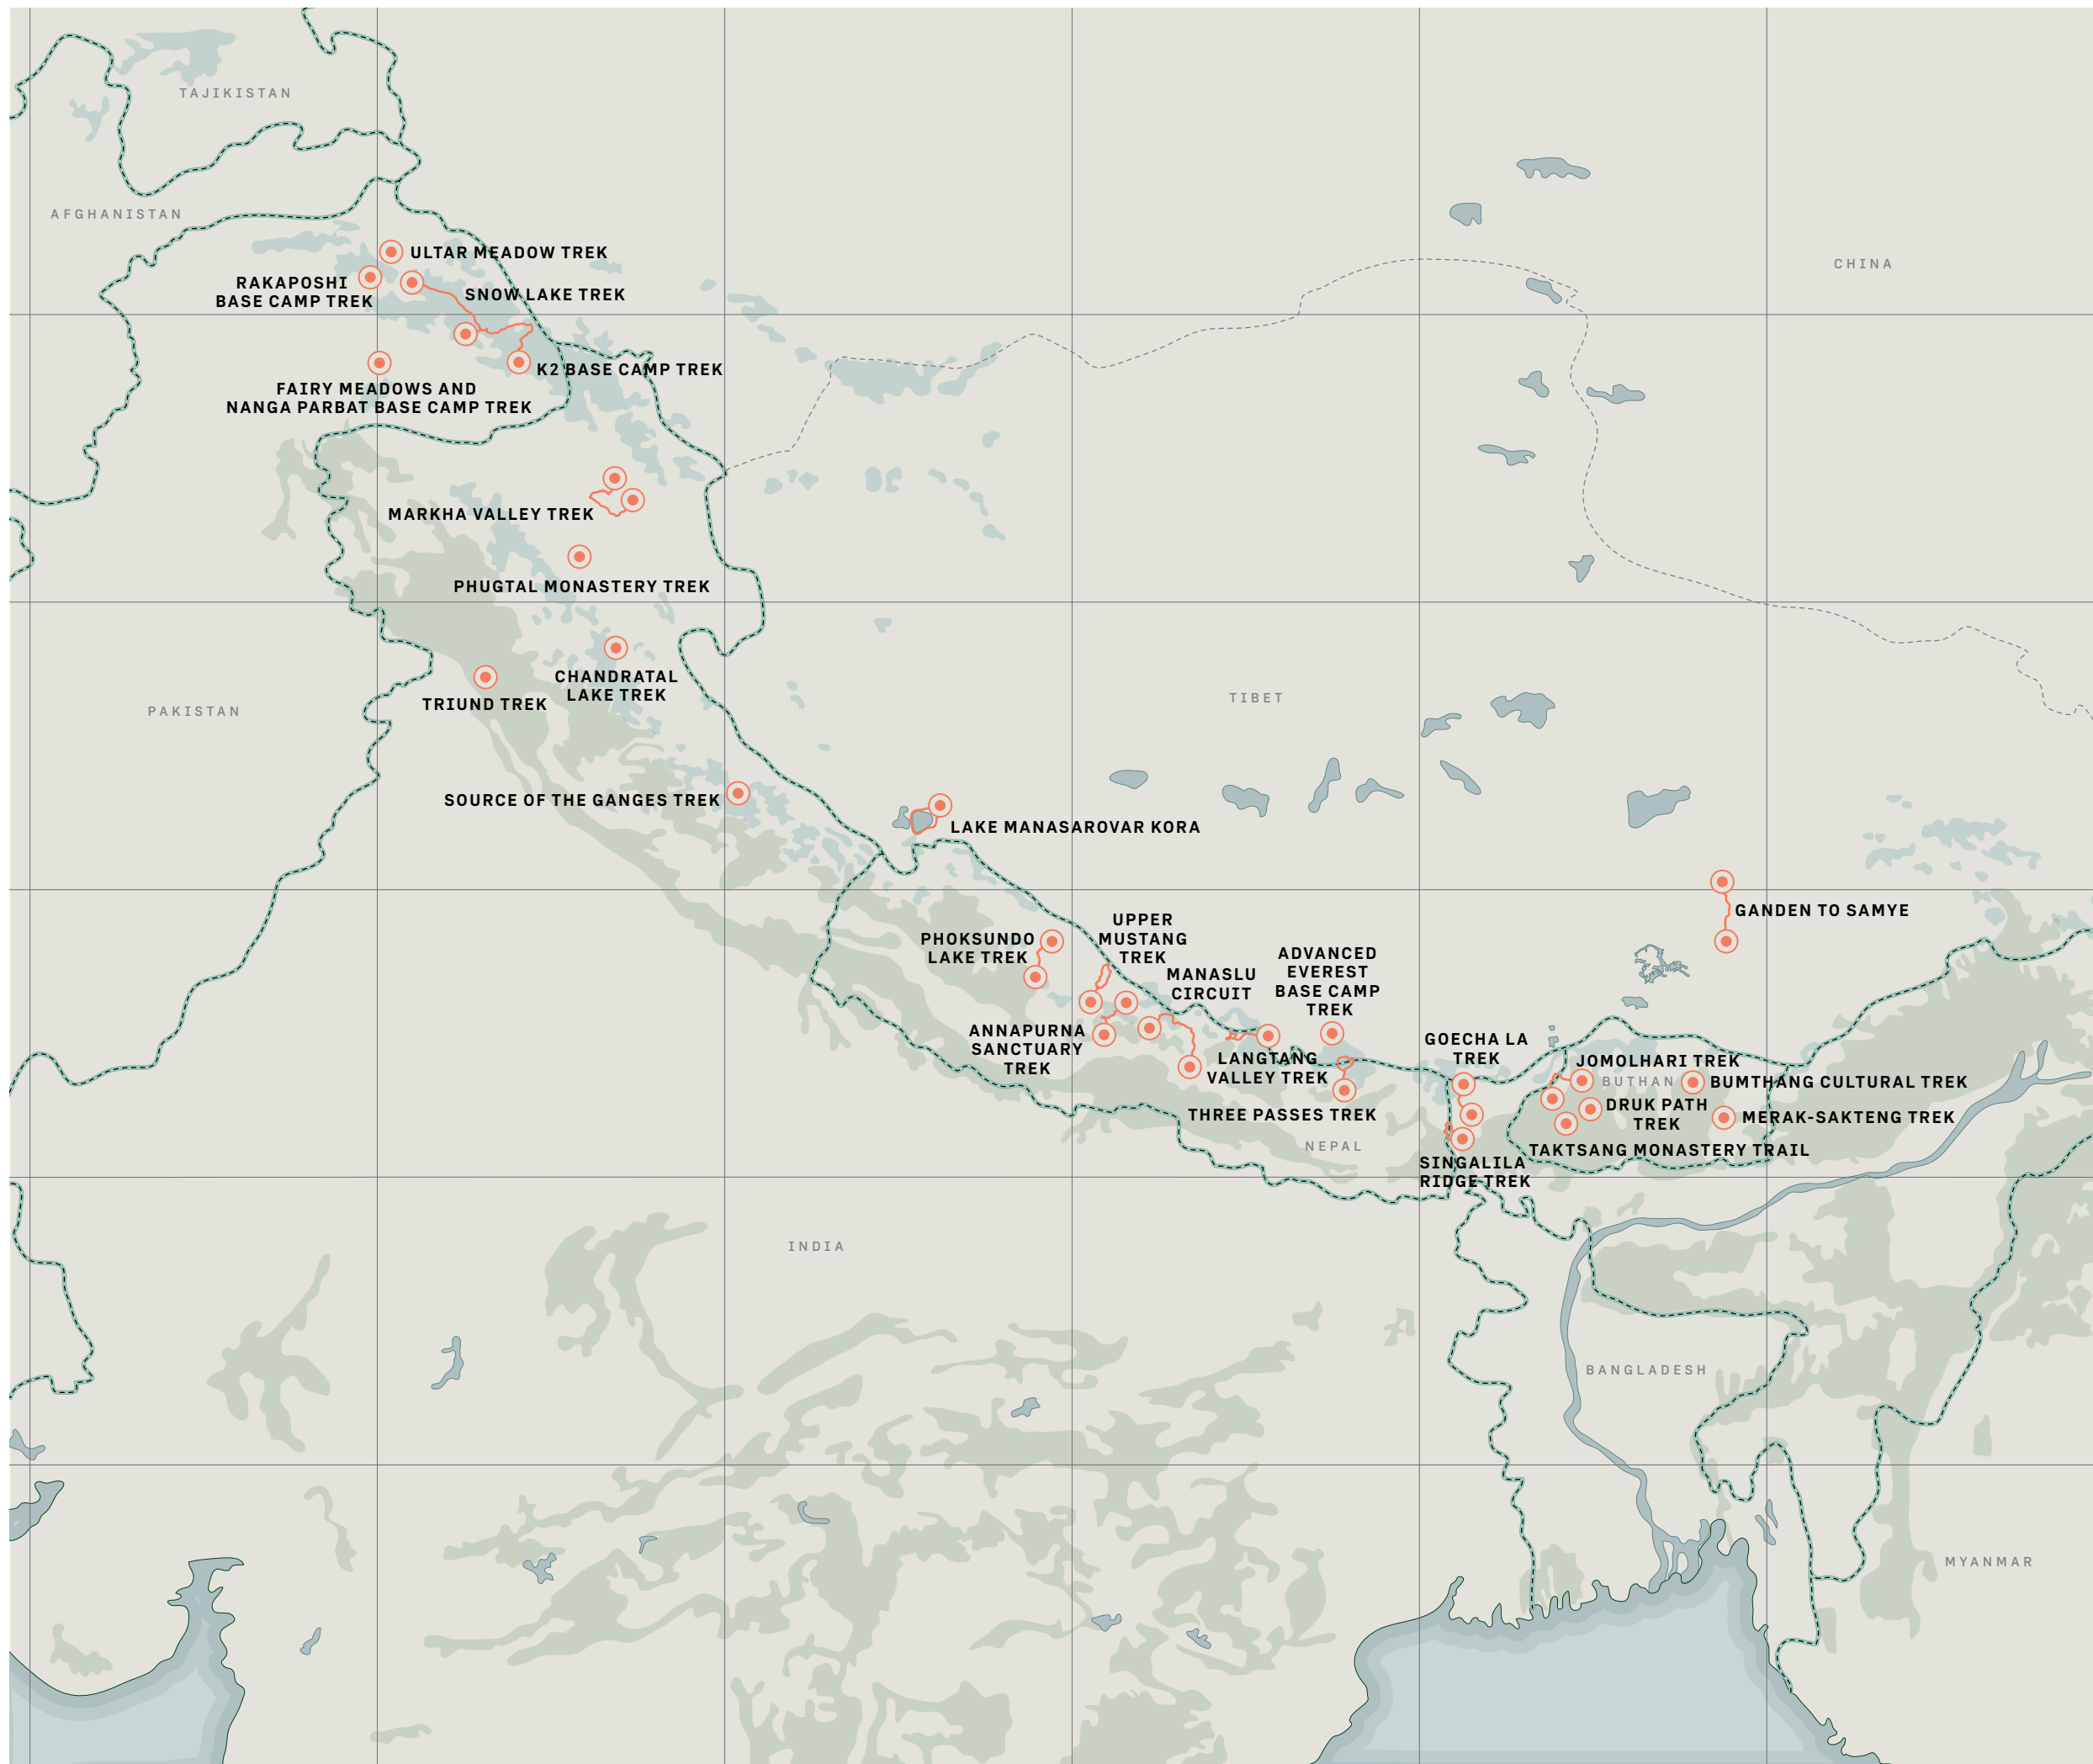 TAJIKISTAN
AFGHANISTAN
ULTAR MEADOW TREK
CHINA
RAKAPOSHI
BASE CAMP TREK
SNOW LAKE TREK
K2 BASE CAMP TREK
FAIRY MEADOWS AND
NANGA PARBAT BASE CAMP TREK
MARKHA VALLEY TREK
PHUGTAL MONASTERY TREK
CHANDRATAL
LAKE TREK
TRIUND TREK
PAKISTAN
TIBET
SOURCE OF THE GANGES TREK
LAKE MANASAROVAR KORA
GANDEN TO SAMYE
UPPER
MUSTANG
TREK
PHOKSUNDO
LAKE TREK
MANASLU
CIRCUIT
ADVANCED
EVEREST
BASE CAMP
TREK
ANNAPURNA
SANCTUARY
TREK
LANGTANG
VALLEY TREK
THREE PASSES TREK
NEPAL
GOECHA LA
TREK
JOMOLHARI TREK
BUTHAN
BUMTHANG CULTURAL TREK
DRUK PATH
TREK
MERAK-SAKTENG TREK
TAKTSANG MONASTERY TRAIL
SINGALILA
RIDGE TREK
INDIA
BANGLADESH
MYANMAR